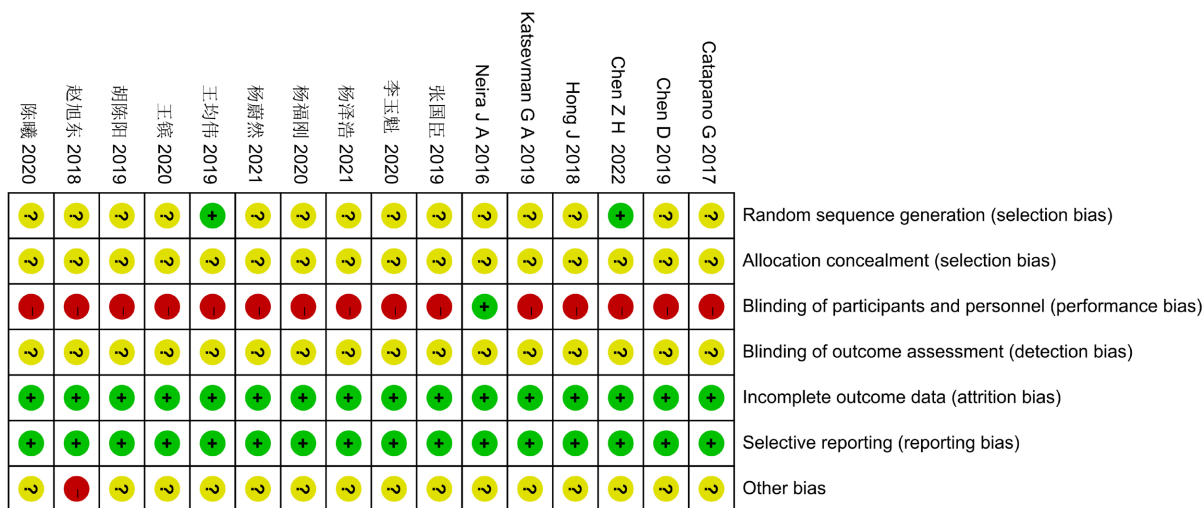 陈曦 2020
赵旭东 2018
胡陈阳 2019
王镔 2020
王均伟 2019
杨蔚然 2021
杨福刚 2020
杨泽浩 2021
李玉魁 2020
张国臣 2019
Neira J A 2016
Katsevman G A 2019
Hong J 2018
Chen Z H 2022
Chen D 2019
Catapano G 2017
? ? ? ? + ? ? ? ? ? ? ? ? + ? ? Random sequence generation (selection bias)
? ? ? ? ? ? ? ? ? ? ? ? ? ? ? ? Allocation concealment (selection bias)
– – – – – – – – – – + – – – – – Blinding of participants and personnel (performance bias)
? ? ? ? ? ? ? ? ? ? ? ? ? ? ? ? Blinding of outcome assessment (detection bias)
+ + + + + + + + + + + + + + + + Incomplete outcome data (attrition bias)
+ + + + + + + + + + + + + + + + Selective reporting (reporting bias)
? – ? ? ? ? ? ? ? ? ? ? ? ? ? ? Other bias